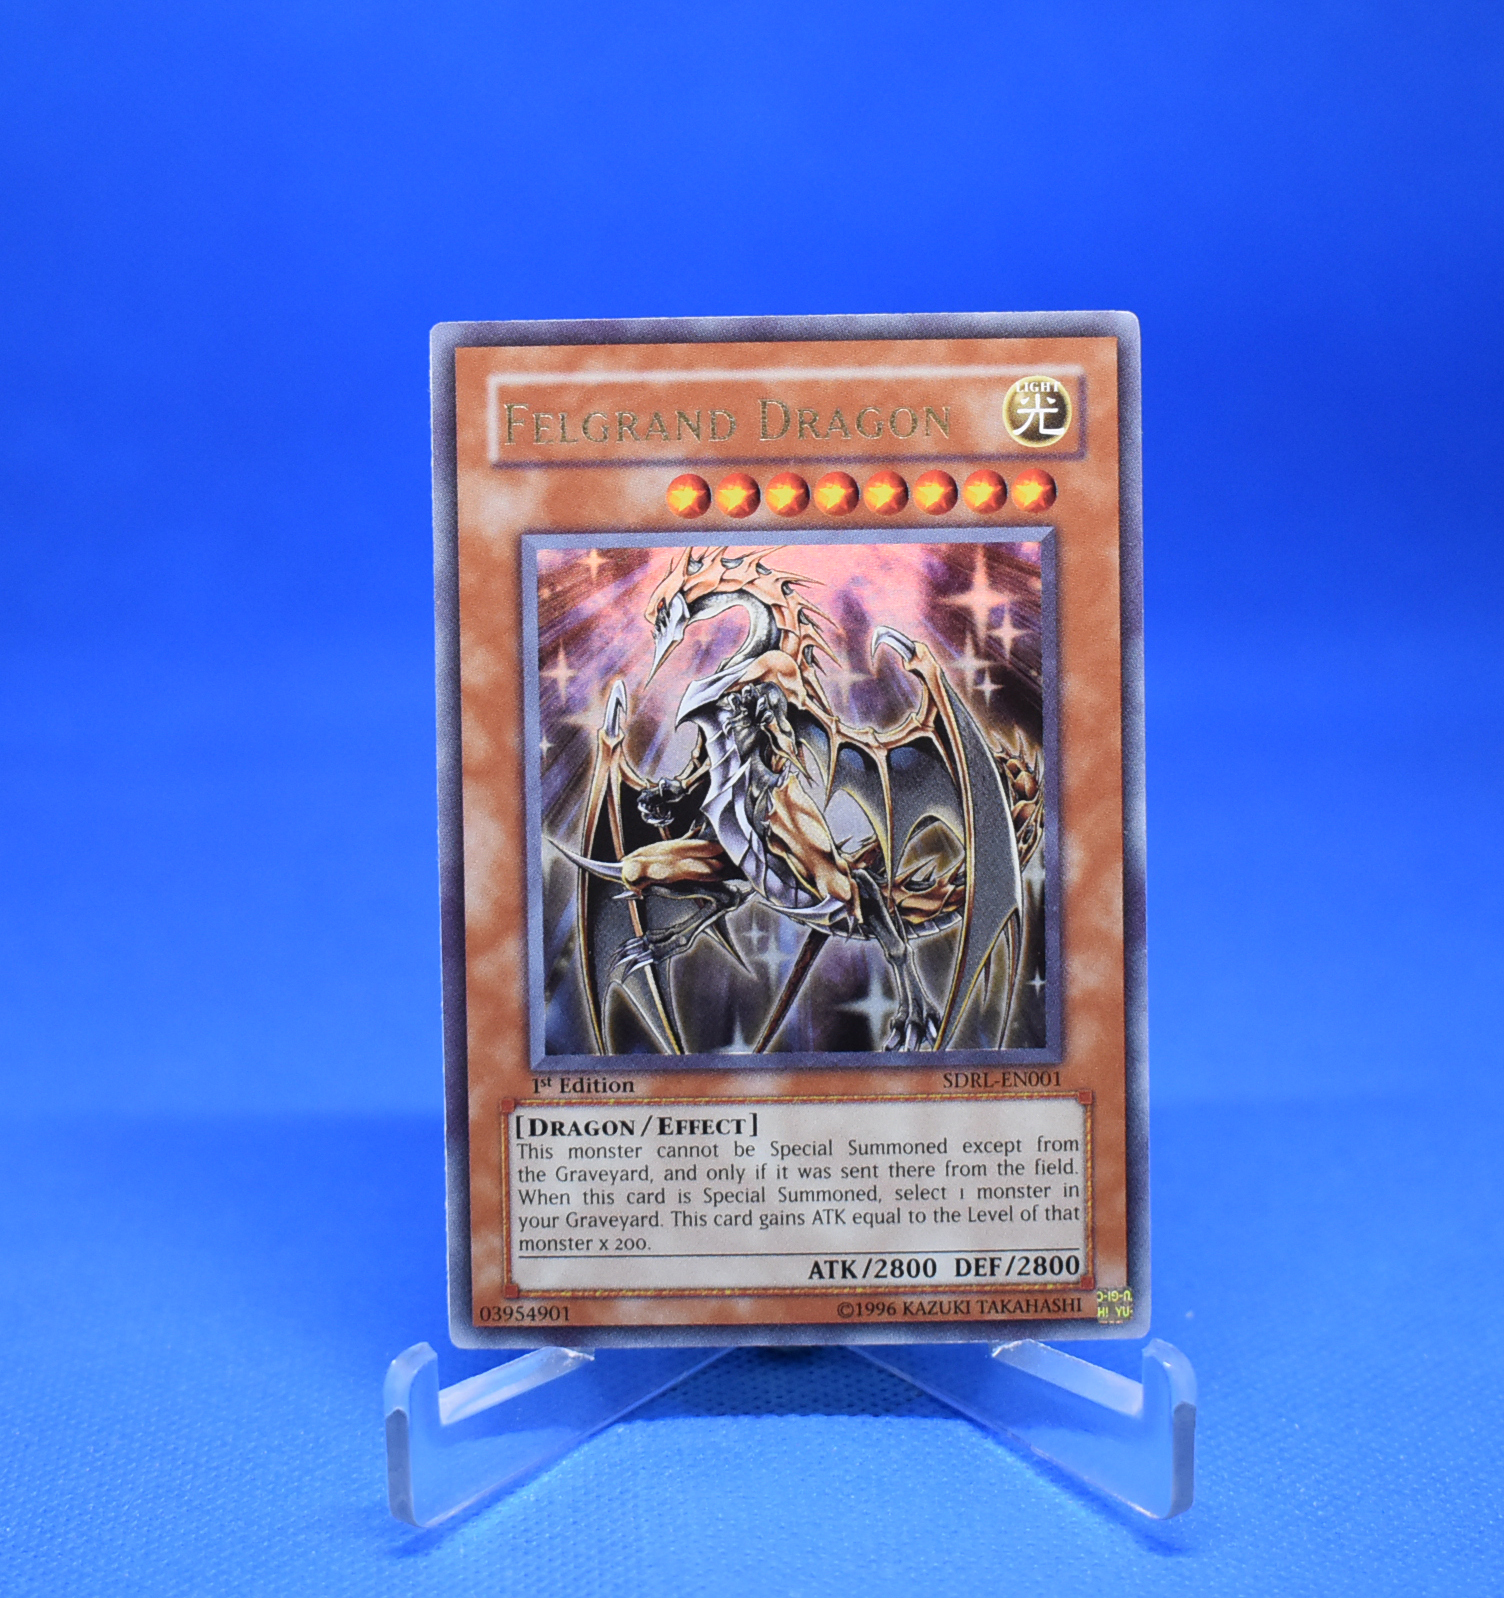 FELGRAND DRAGON
LIGHT
光
1st Edition
SDRL-EN001
[DRAGON/EFFECT]
This monster cannot be Special Summoned except from
the Graveyard, and only if it was sent there from the field.
When this card is Special Summoned, select 1 monster in
your Graveyard. This card gains ATK equal to the Level of that
monster x 200.
ATK/2800 DEF/2800
03954901
©1996 KAZUKI TAKAHASHI